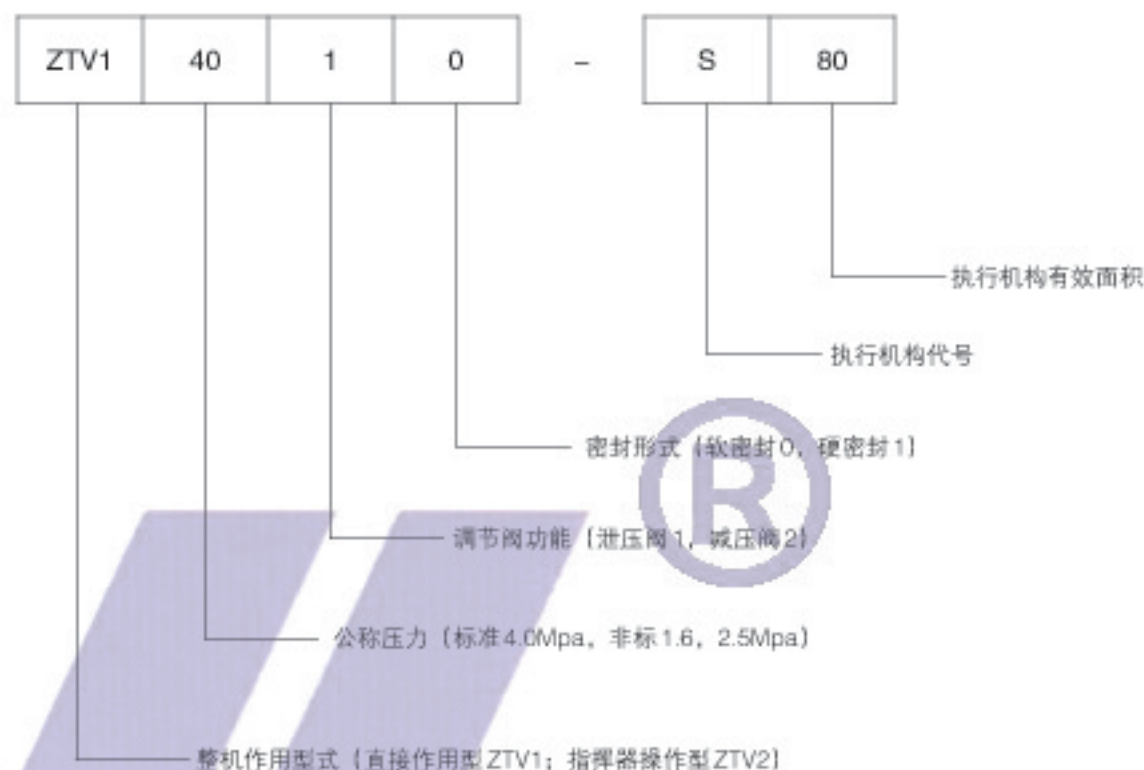 ZTV1 40 1 0 – S 80
执行机构有效面积
执行机构代号
密封形式（软密封0，硬密封1）
调节阀功能（泄压阀1，减压阀2）
公称压力（标准4.0Mpa，非标1.6，2.5Mpa）
整机作用型式（直接作用型ZTV1；指挥器操作型ZTV2）
®